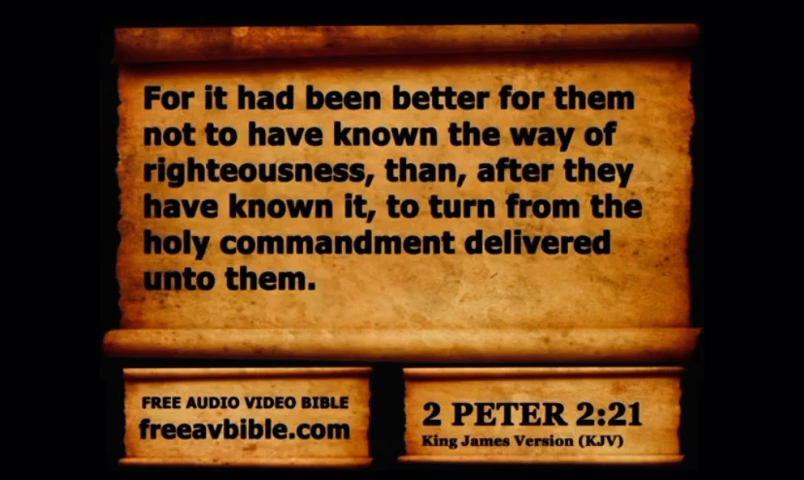 For it had been better for them
not to have known the way of
righteousness, than, after they
have known it, to turn from the
holy commandment delivered
unto them.
FREE AUDIO VIDEO BIBLE
freeavbible.com
2 PETER 2:21
King James Version (KJV)